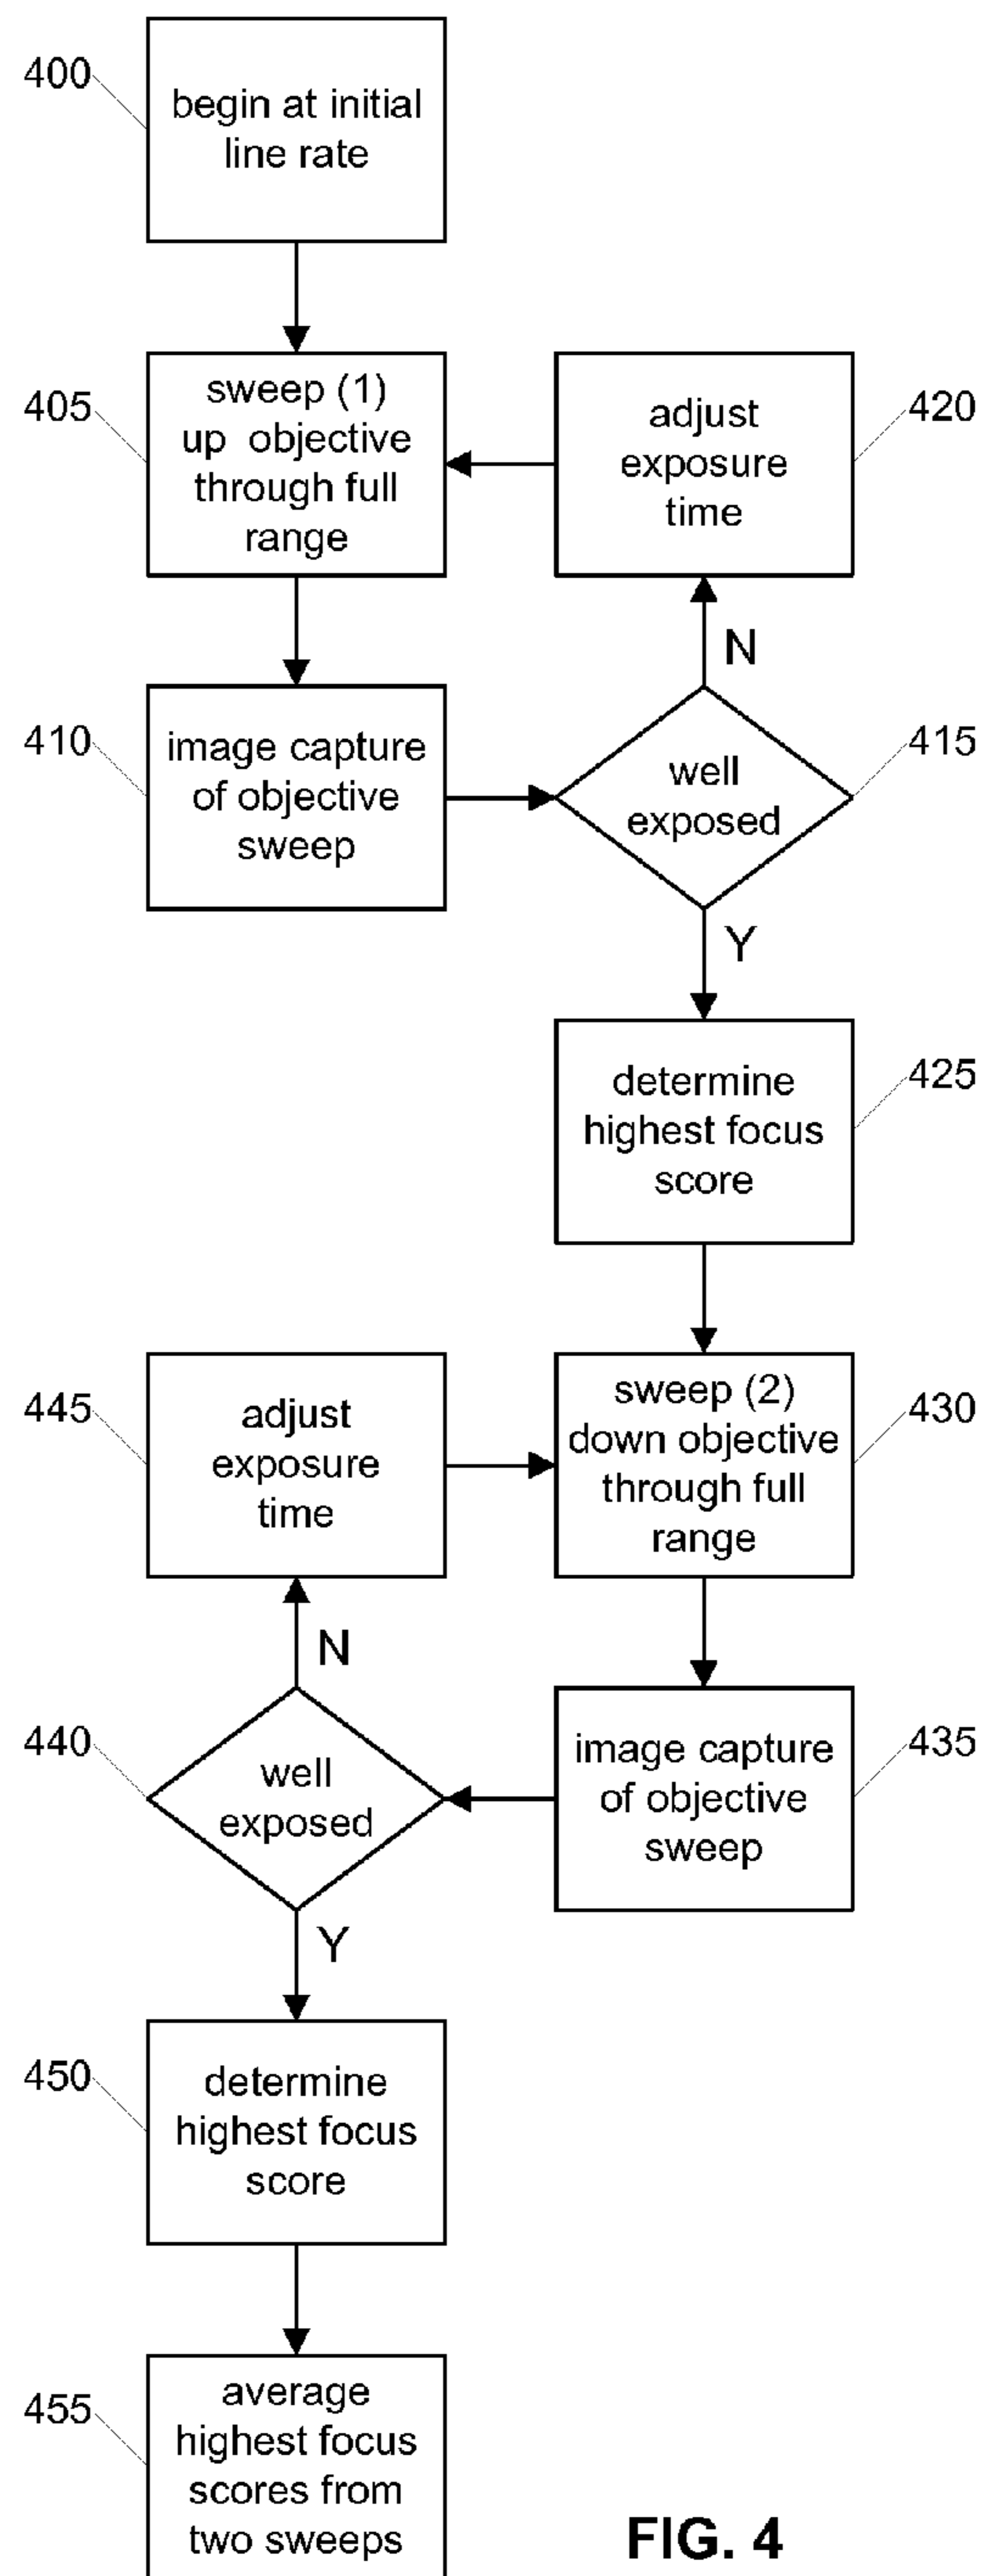 400
begin at initial
line rate
405
sweep (1)
up objective
through full
range
420
adjust
exposure
time
N
410
image capture
of objective
sweep
415
well
exposed
Y
425
determine
highest focus
score
445
adjust
exposure
time
430
sweep (2)
down objective
through full
range
N
440
well
exposed
435
image capture
of objective
sweep
Y
450
determine
highest focus
score
455
average
highest focus
scores from
two sweeps
FIG. 4